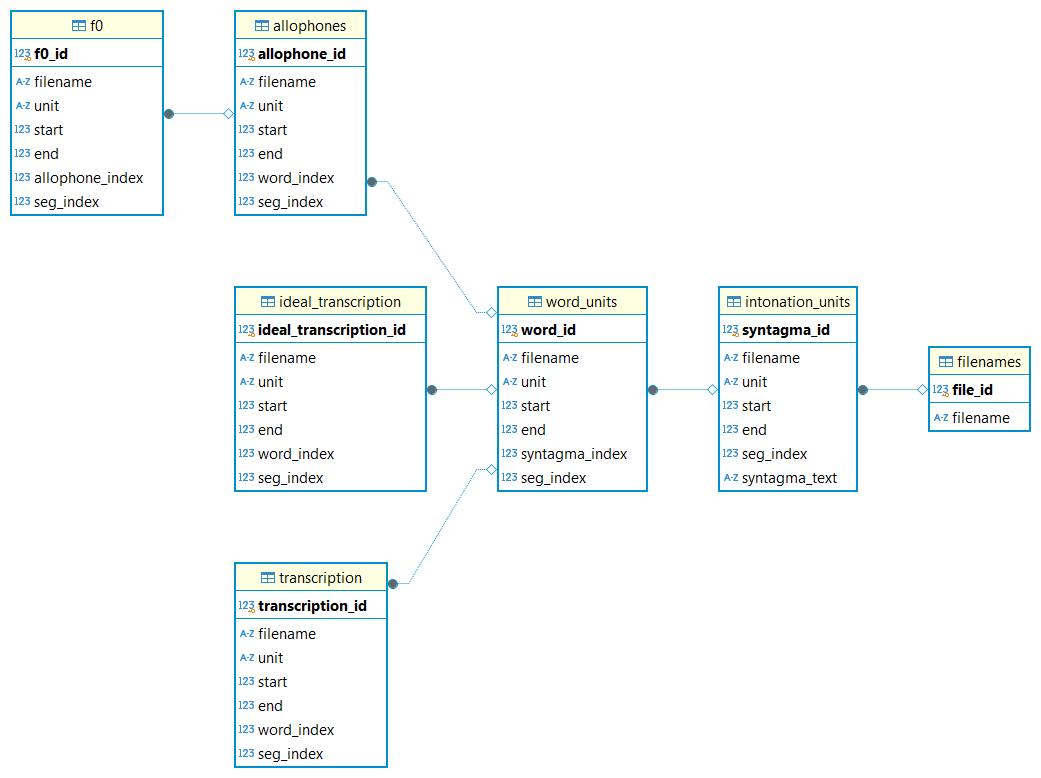 f0
123 f0_id
A-Z filename
A-Z unit
123 start
123 end
123 allophone_index
123 seg_index
allophones
123 allophone_id
A-Z filename
A-Z unit
123 start
123 end
123 word_index
123 seg_index
ideal_transcription
123 ideal_transcription_id
A-Z filename
A-Z unit
123 start
123 end
123 word_index
123 seg_index
word_units
123 word_id
A-Z filename
A-Z unit
123 start
123 end
123 syntagma_index
123 seg_index
intonation_units
123 syntagma_id
A-Z filename
A-Z unit
123 start
123 end
123 seg_index
A-Z syntagma_text
filenames
123 file_id
A-Z filename
transcription
123 transcription_id
A-Z filename
A-Z unit
123 start
123 end
123 word_index
123 seg_index